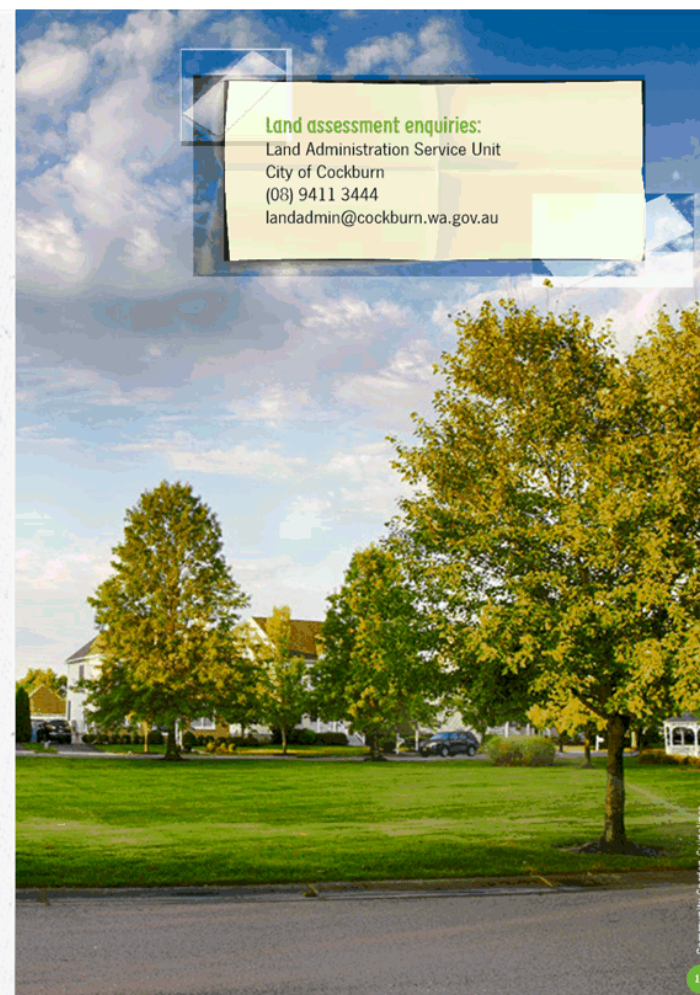 Land assessment enquiries:
Land Administration Service Unit
City of Cockburn
(08) 9411 3444
landadmin@cockburn.wa.gov.au